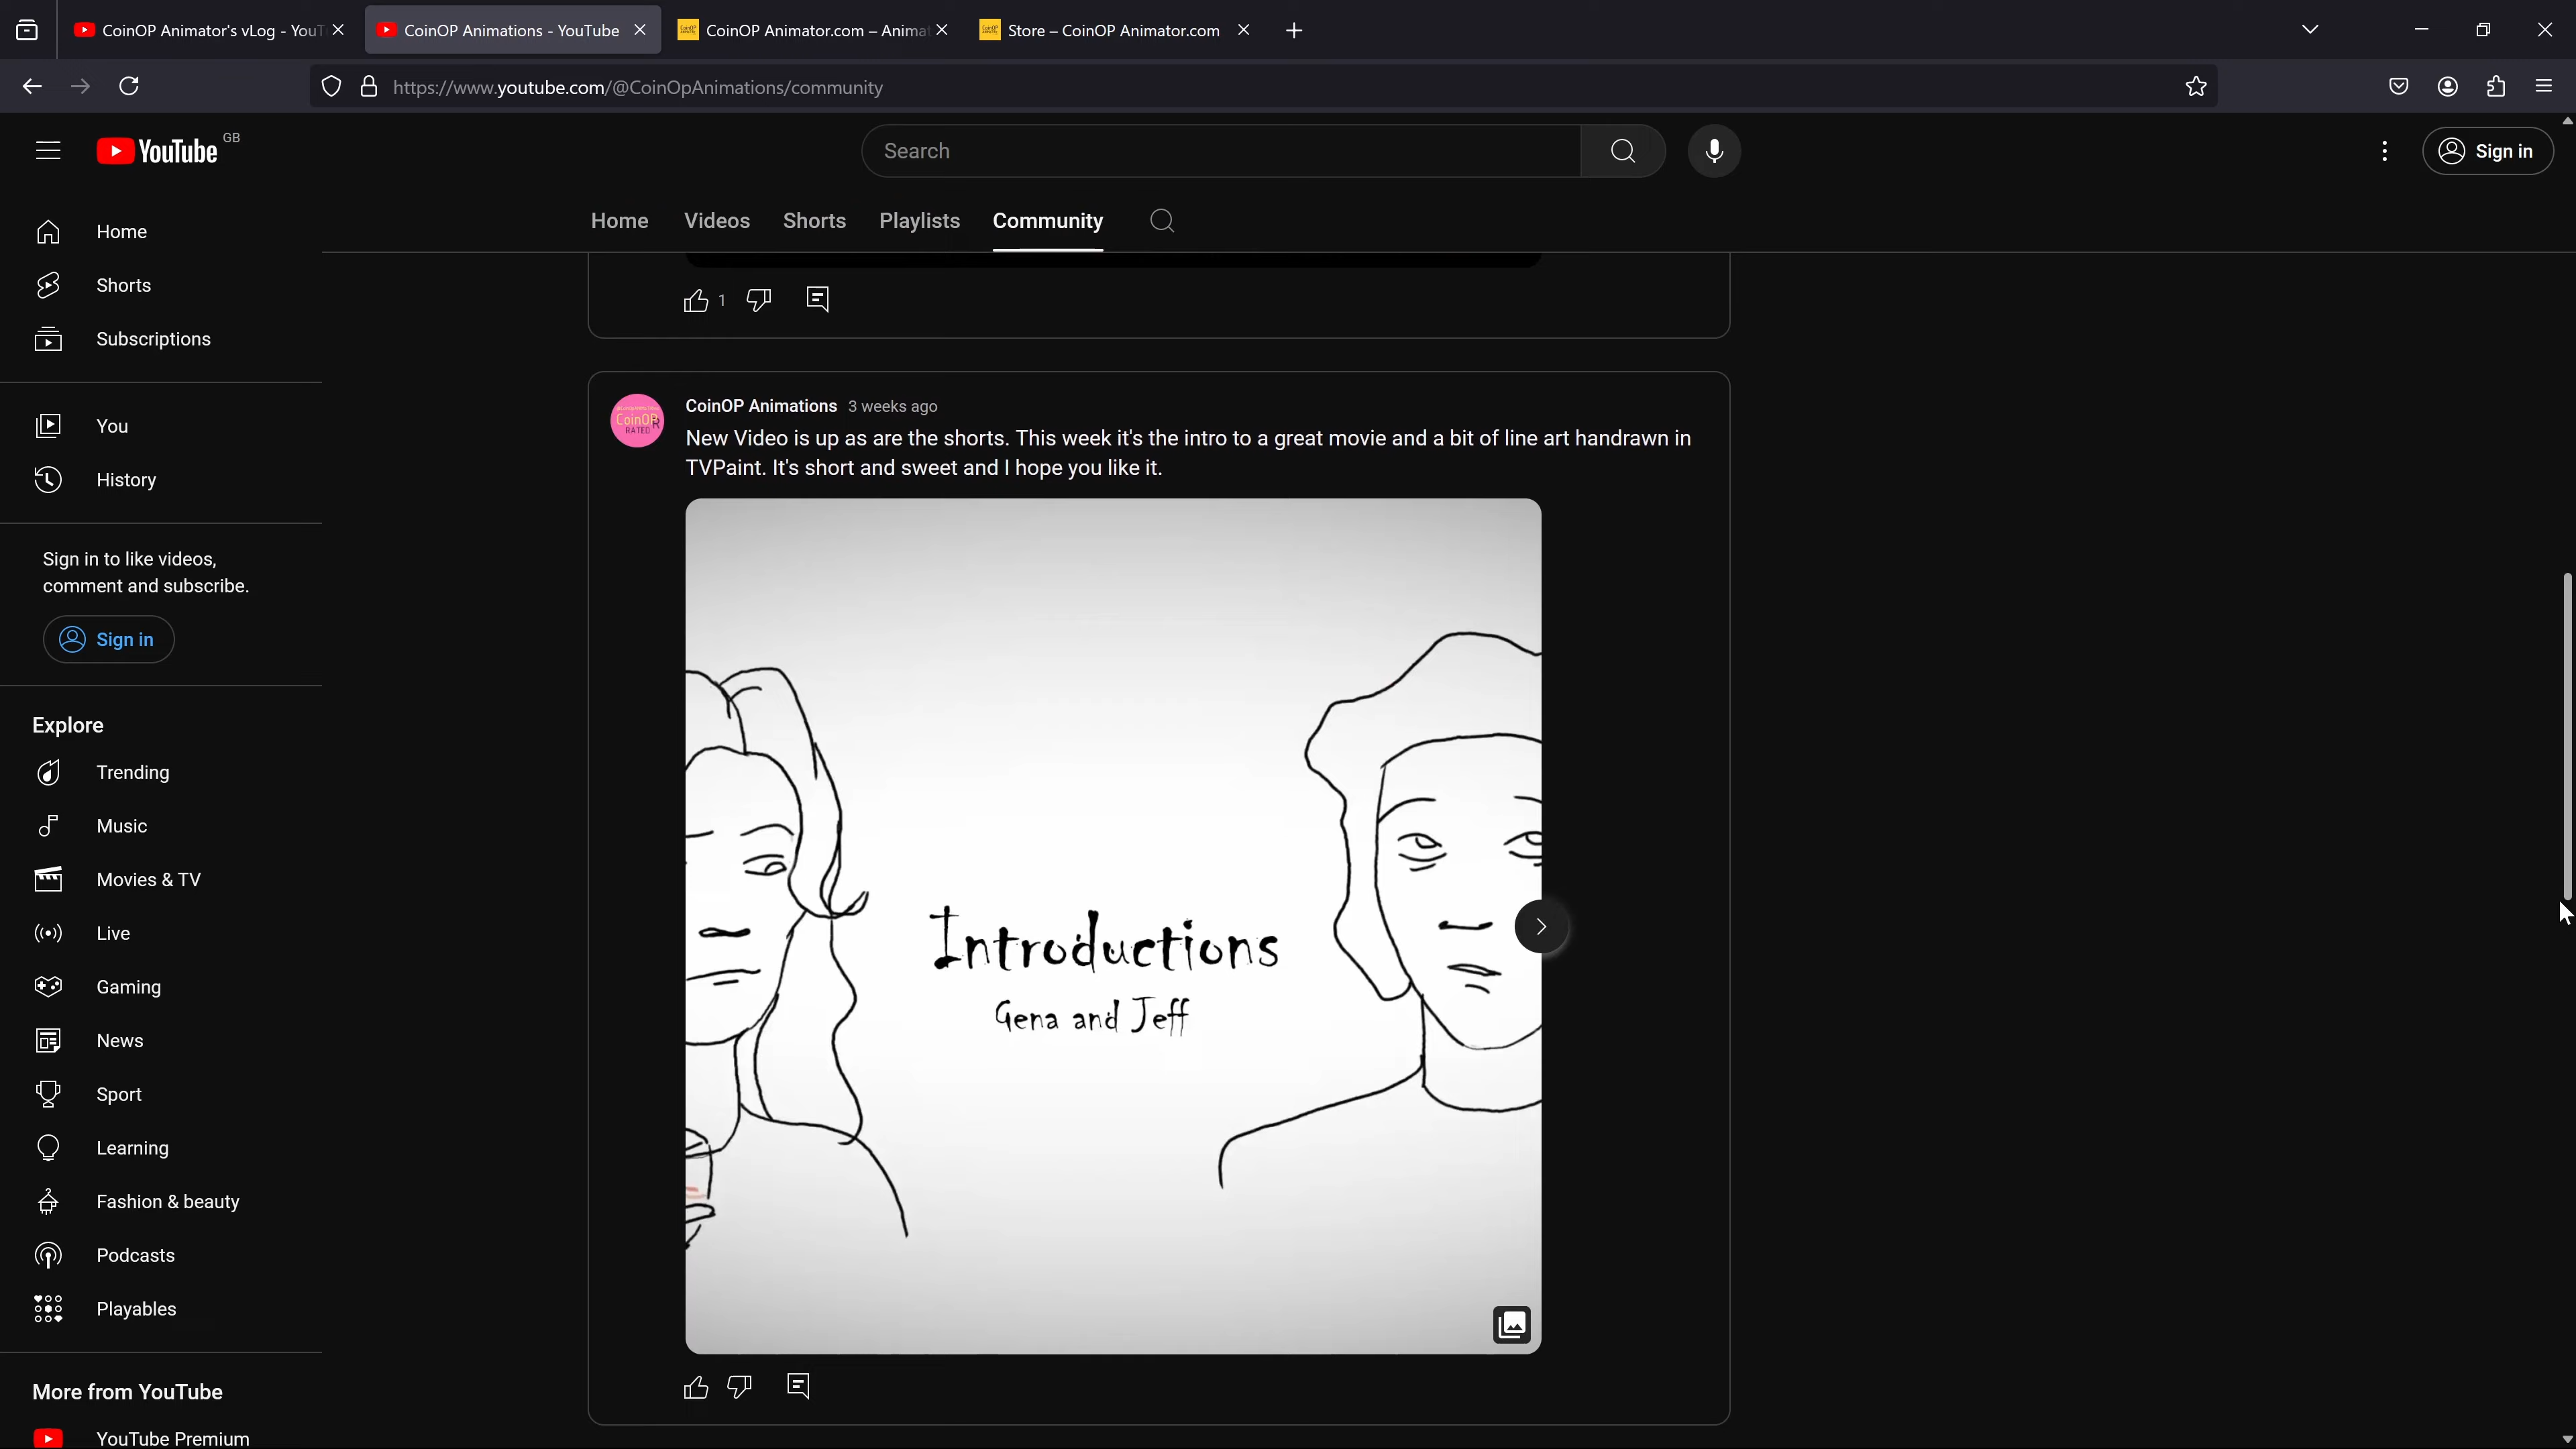 CoinOP Animator's vLog - YouT
CoinOP Animations - YouTube
CoinOP Animator.com – Anima
Store – CoinOP Animator.com
https://www.youtube.com/@CoinOpAnimations/community
YouTube GB
Search
Sign in
Home
Videos
Shorts
Playlists
Community
Home
Shorts
Subscriptions
You
History
Sign in to like videos,
comment and subscribe.
Sign in
Explore
Trending
Music
Movies & TV
Live
Gaming
News
Sport
Learning
Fashion & beauty
Podcasts
Playables
More from YouTube
YouTube Premium
1
CoinOP
RATED R
CoinOP Animations 3 weeks ago
New Video is up as are the shorts. This week it's the intro to a great movie and a bit of line art handrawn in
TVPaint. It's short and sweet and I hope you like it.
Introductions
Gena and Jeff